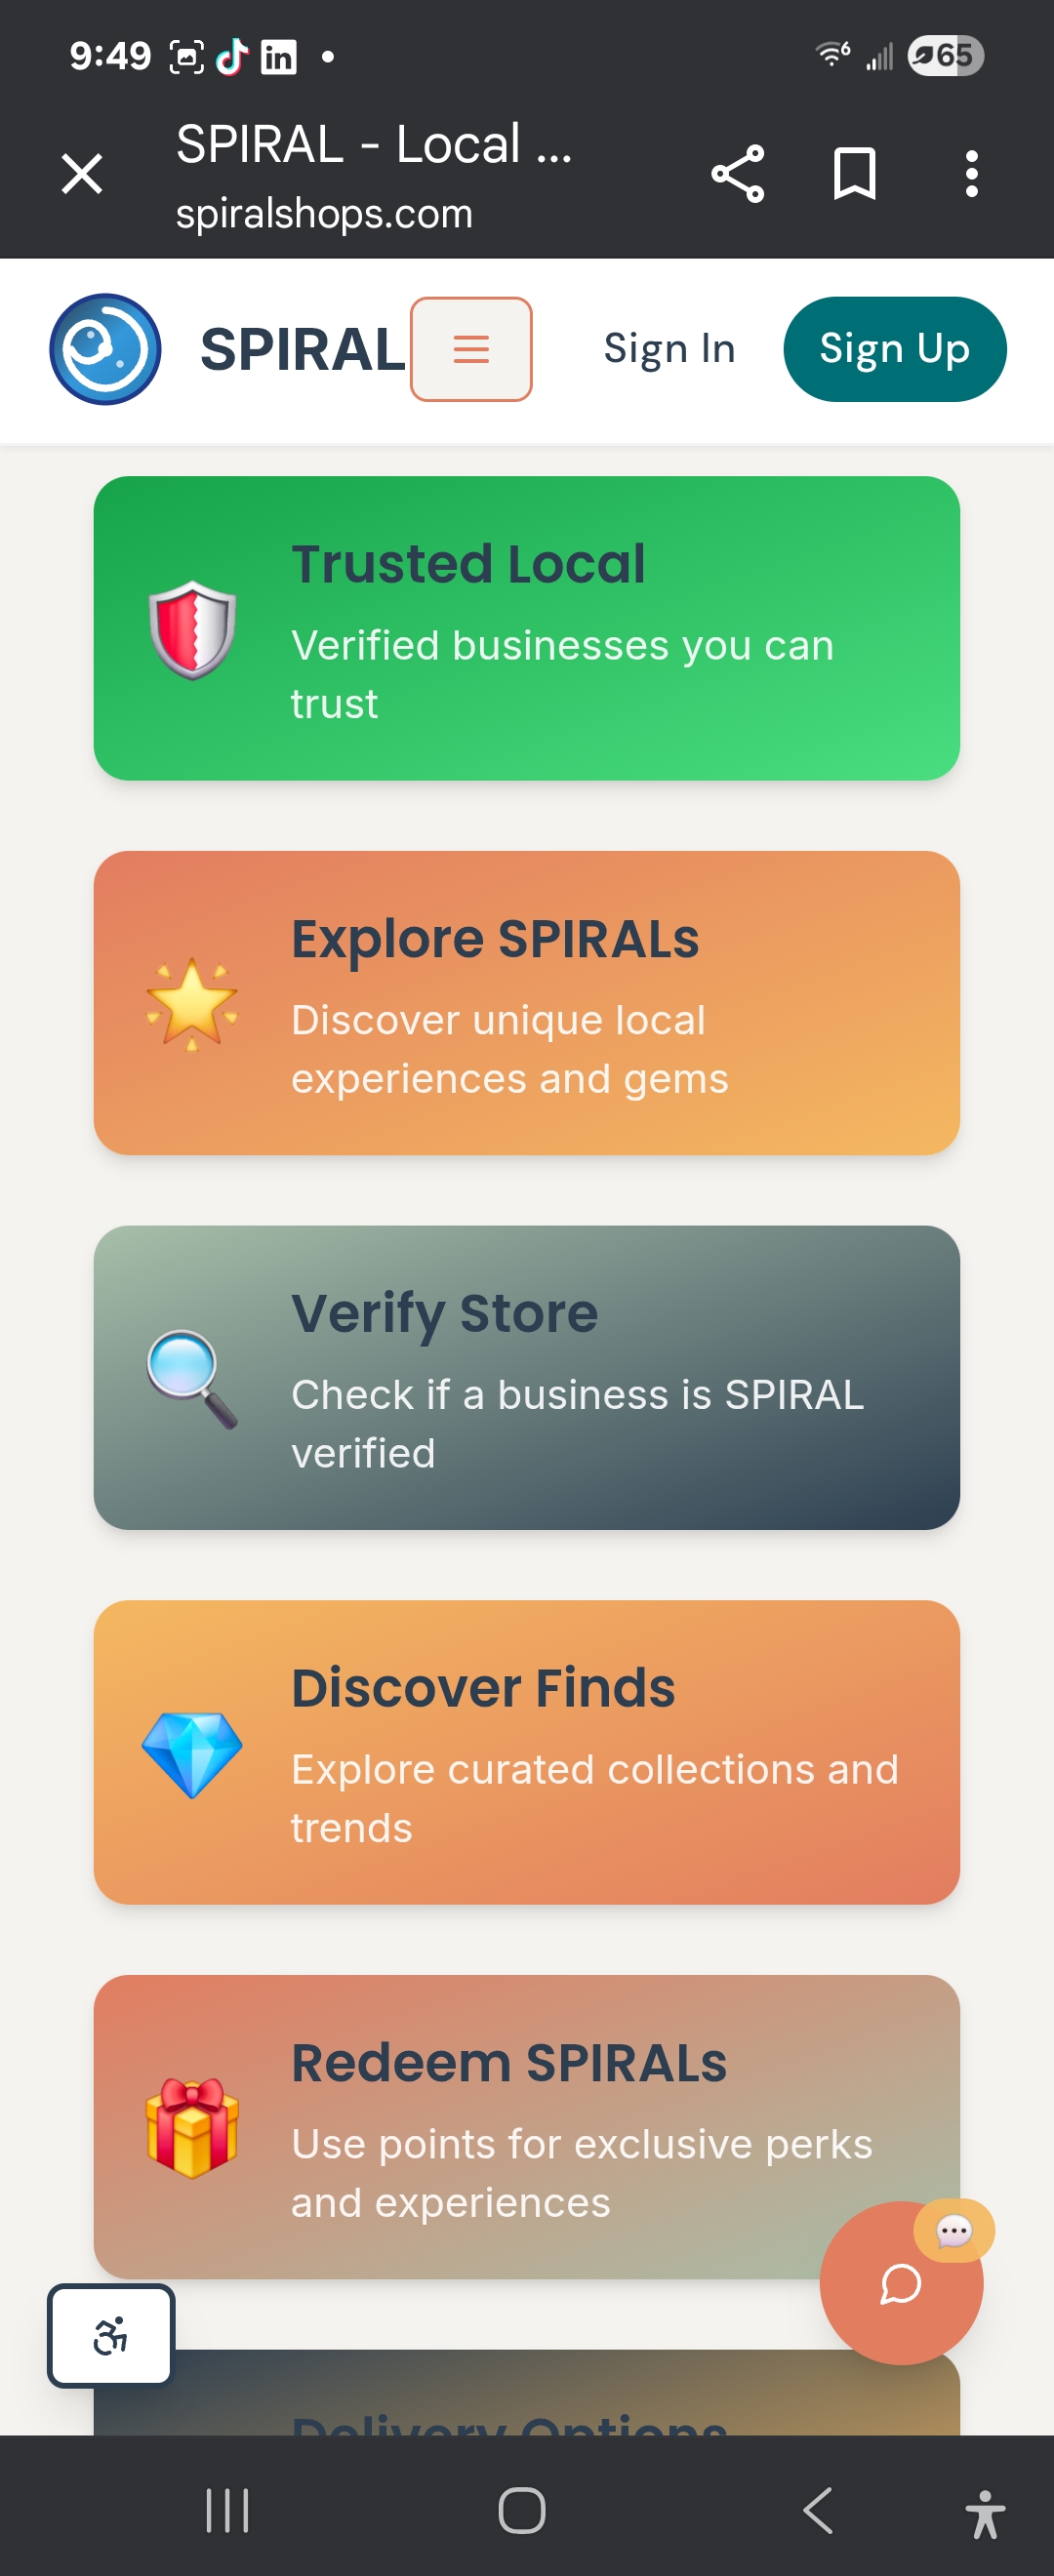 9:49
65
SPIRAL - Local ...
spiralshops.com
SPIRAL
Sign In
Sign Up
Trusted Local
Verified businesses you can
trust
Explore SPIRALs
Discover unique local
experiences and gems
Verify Store
Check if a business is SPIRAL
verified
Discover Finds
Explore curated collections and
trends
Redeem SPIRALs
Use points for exclusive perks
and experiences
Delivery Options